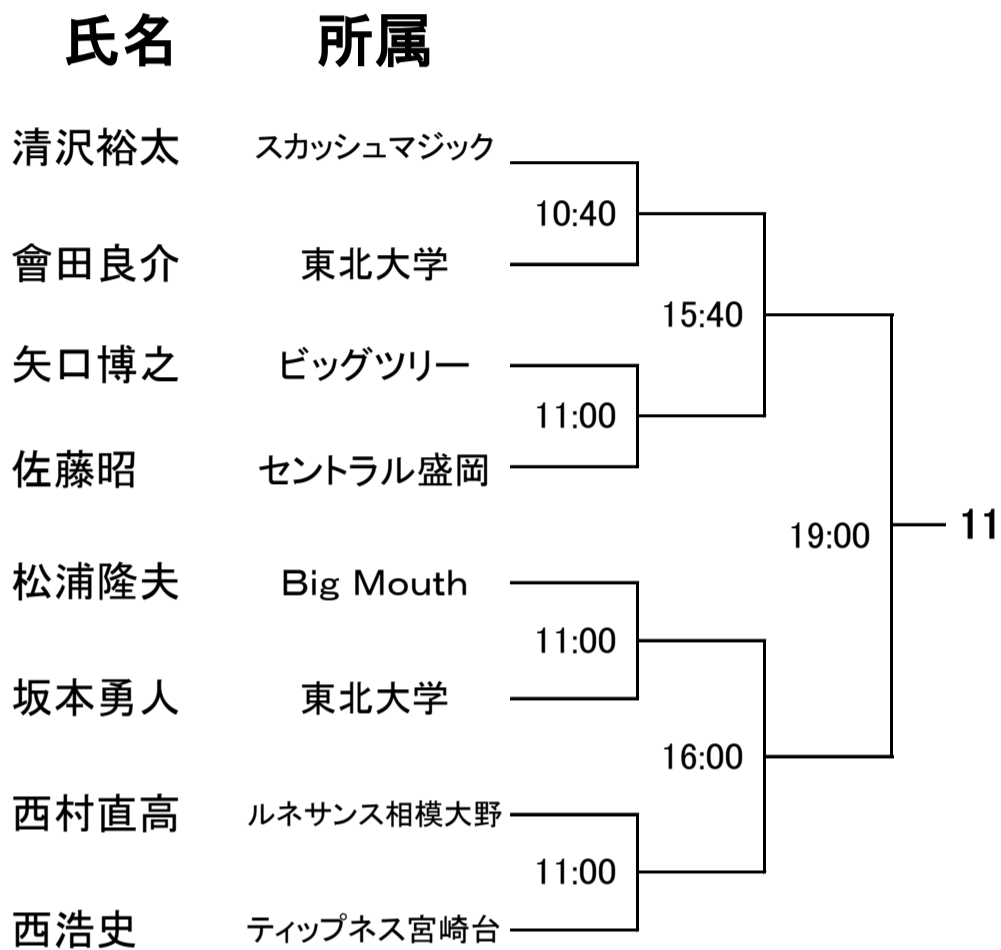 氏名 所属
清沢裕太 スカッシュマジック
10:40
會田良介 東北大学
15:40
矢口博之 ビッグツリー
11:00
佐藤昭 セントラル盛岡
19:00 11
松浦隆夫 Big Mouth
11:00
坂本勇人 東北大学
16:00
西村直高 ルネサンス相模大野
11:00
西浩史 ティップネス宮崎台